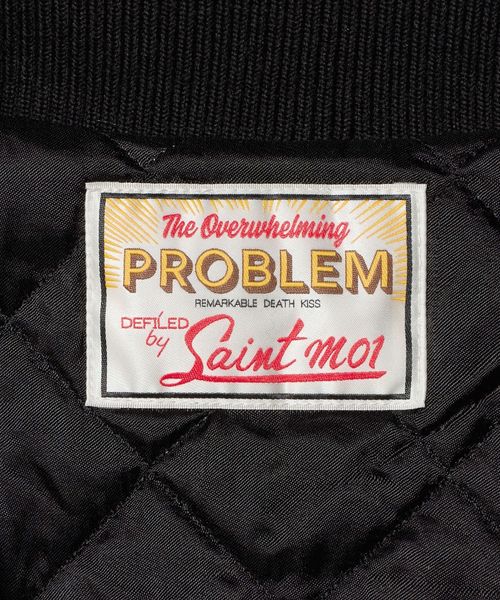 The Overwhelming
PROBLEM
REMARKABLE DEATH KISS
DEFILED
by Saint M01